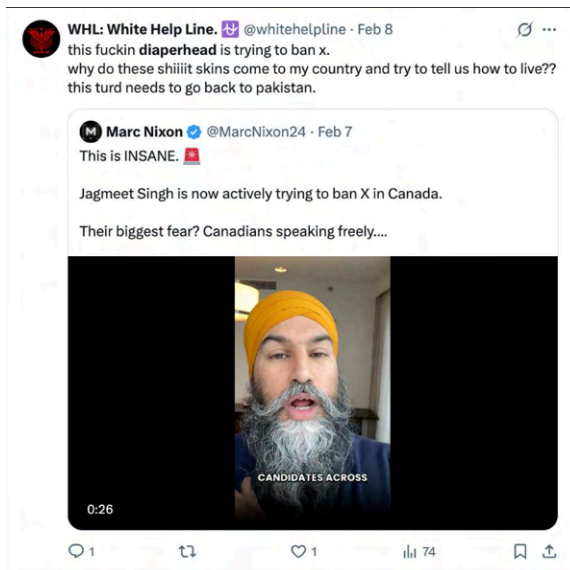 WHL: White Help Line. @whitehelpline · Feb 8
this fuckin diaperhead is trying to ban x.
why do these shiiiit skins come to my country and try to tell us how to live??
this turd needs to go back to pakistan.
Marc Nixon @MarcNixon24 · Feb 7
This is INSANE. 🚨
Jagmeet Singh is now actively trying to ban X in Canada.
Their biggest fear? Canadians speaking freely....
CANDIDATES ACROSS
0:26
1 1 74